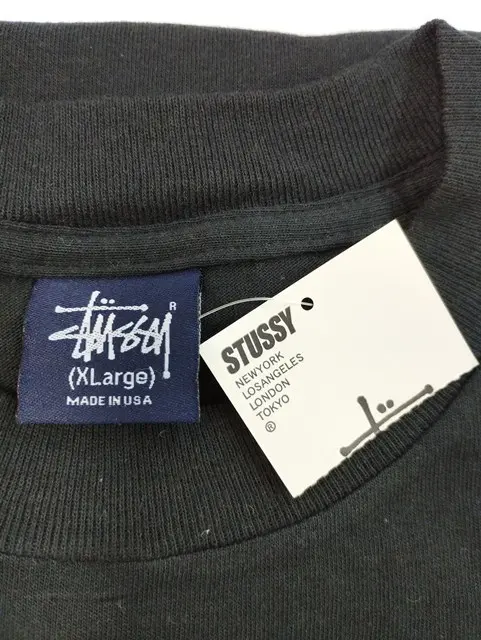 STUSSY
®
(XLarge)
MADE IN USA
STUSSY
NEWYORK
LOSANGELES
LONDON
TOKYO
®